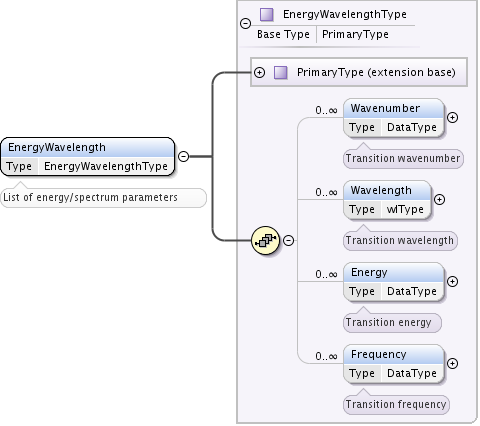 EnergyWavelengthType
Base Type PrimaryType
PrimaryType (extension base)
0..∞ Wavenumber
Type DataType
Transition wavenumber
EnergyWavelength
Type EnergyWavelengthType
List of energy/spectrum parameters
0..∞ Wavelength
Type wlType
Transition wavelength
0..∞ Energy
Type DataType
Transition energy
0..∞ Frequency
Type DataType
Transition frequency